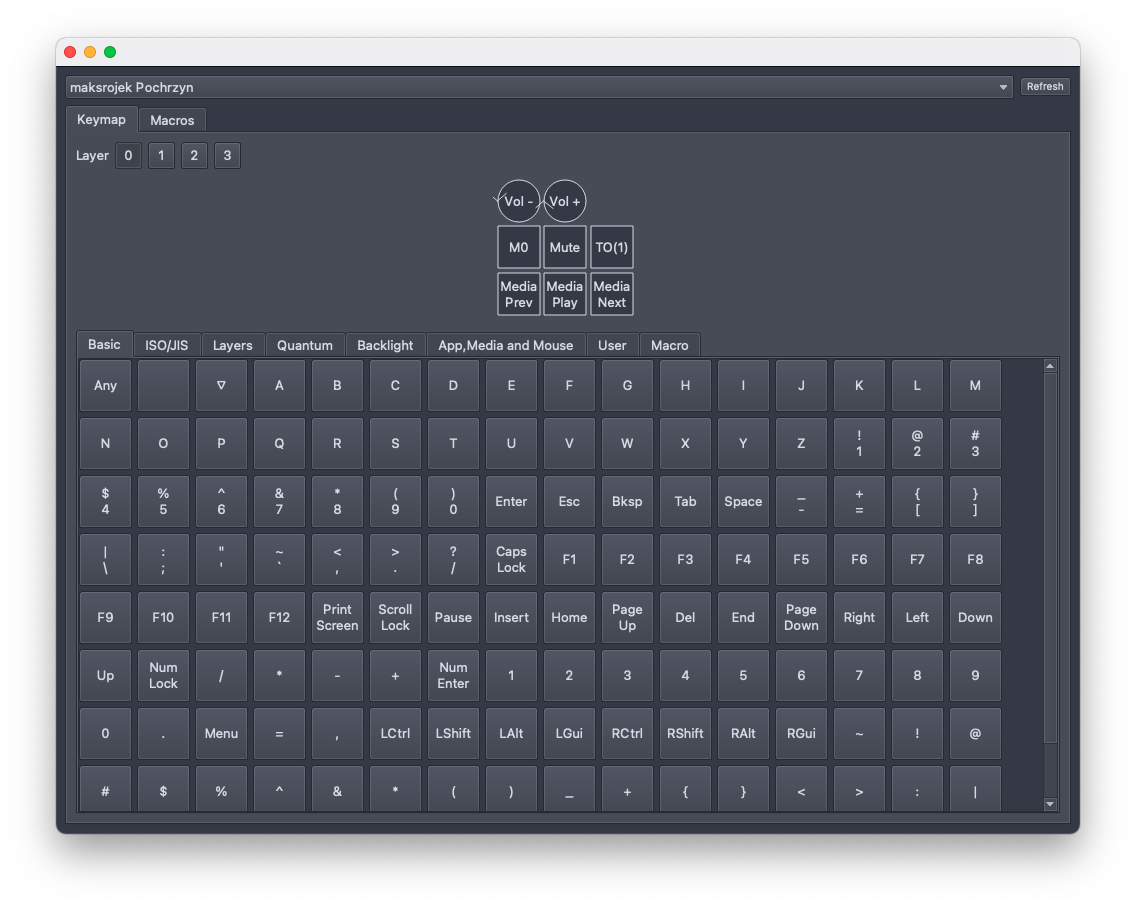 maksrojek Pochrzyn Refresh
Keymap Macros
Layer 0 1 2 3
Vol - Vol +
M0 Mute TO(1)
Media Media Media
Prev Play Next
Basic ISO/JIS Layers Quantum Backlight App,Media and Mouse User Macro
Any ∇ A B C D E F G H I J K L M
N O P Q R S T U V W X Y Z ! @ #
1 2 3
$ % ^ & * ( ) Enter Esc Bksp Tab Space _ + { }
4 5 6 7 8 9 0 - = [ ]
| : " ~ < > ? Caps F1 F2 F3 F4 F5 F6 F7 F8
\ ; ' ` , . / Lock
F9 F10 F11 F12 Print Scroll Pause Insert Home Page Del End Page Right Left Down
Screen Lock Up Down
Up Num / * - + Num 1 2 3 4 5 6 7 8 9
Lock Enter
0 . Menu = , LCtrl LShift LAlt LGui RCtrl RShift RAlt RGui ~ ! @
# $ % ^ & * ( ) _ + { } < > : |